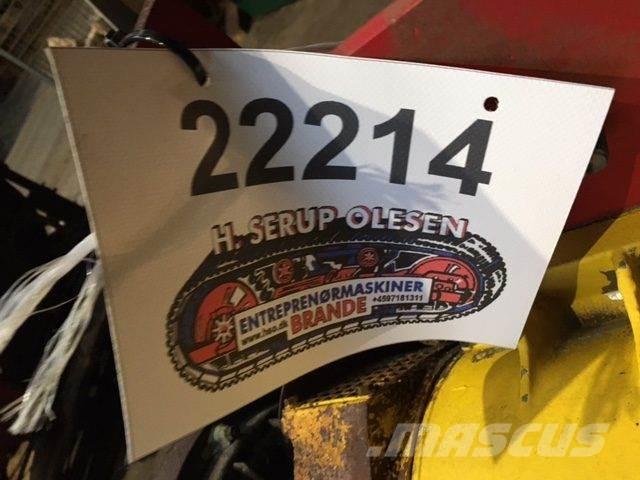 22214
H. SERUP OLESEN
ENTREPRENØRMASKINER
www.hso.dk BRANDE +4597181311
mascus